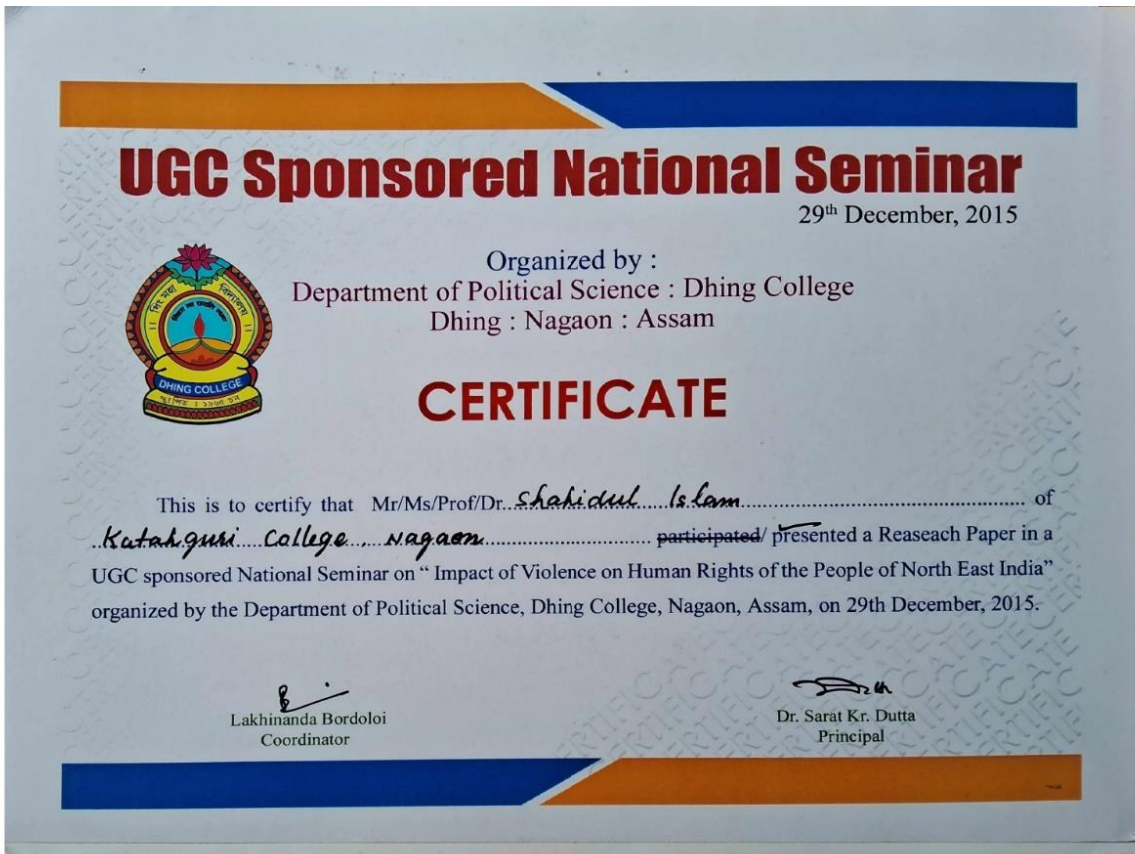 UGC Sponsored National Seminar
29th December, 2015
Organized by :
Department of Political Science : Dhing College
Dhing : Nagaon : Assam
DHING COLLEGE
CERTIFICATE
This is to certify that Mr/Ms/Prof/Dr. Shahidul Islam of
Katahguri College, Nagaon participated/ presented a Reaseach Paper in a
UGC sponsored National Seminar on “ Impact of Violence on Human Rights of the People of North East India”
organized by the Department of Political Science, Dhing College, Nagaon, Assam, on 29th December, 2015.
Lakhinanda Bordoloi
Coordinator
Dr. Sarat Kr. Dutta
Principal